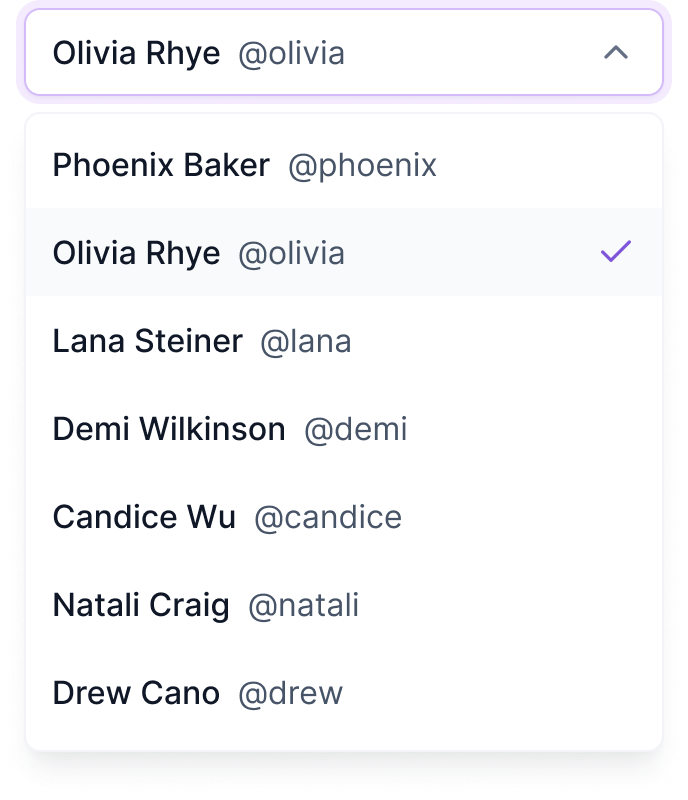 Olivia Rhye @olivia
Phoenix Baker @phoenix
Olivia Rhye @olivia
Lana Steiner @lana
Demi Wilkinson @demi
Candice Wu @candice
Natali Craig @natali
Drew Cano @drew